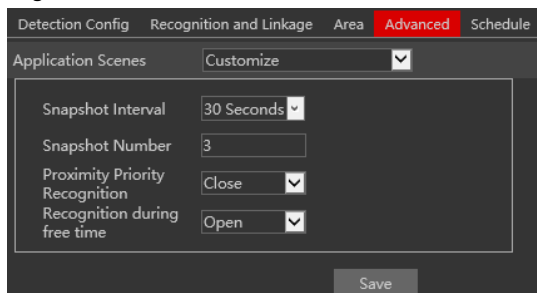 Detection Config Recognition and Linkage Area Advanced Schedule
Application Scenes Customize
Snapshot Interval 30 Seconds
Snapshot Number 3
Proximity Priority
Recognition Close
Recognition during
free time Open
Save